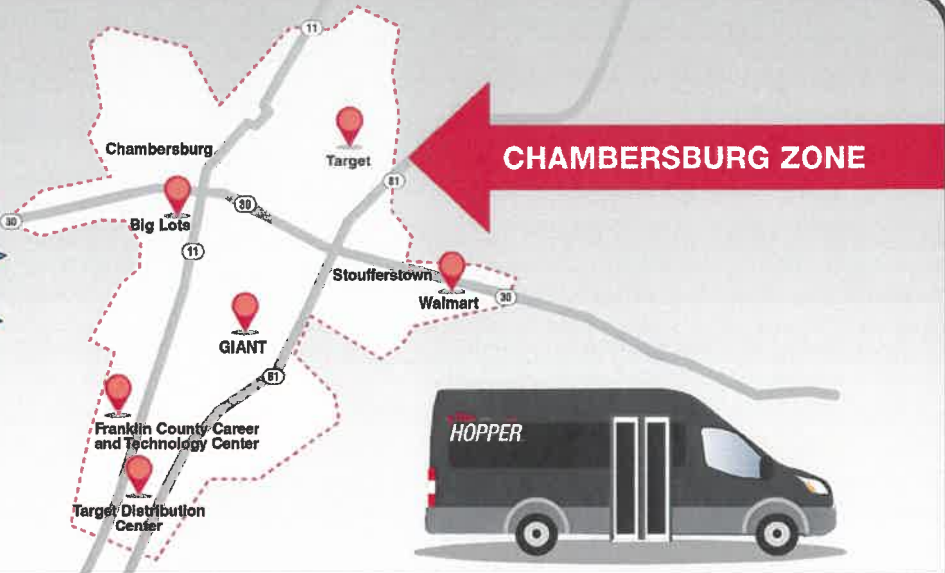 11
Target
CHAMBERSBURG ZONE
Chambersburg
81
30
30
Big Lots
11
Stoufferstown
Walmart
30
GIANT
81
HOPPER
Franklin County Career
and Technology Center
Target Distribution
Center